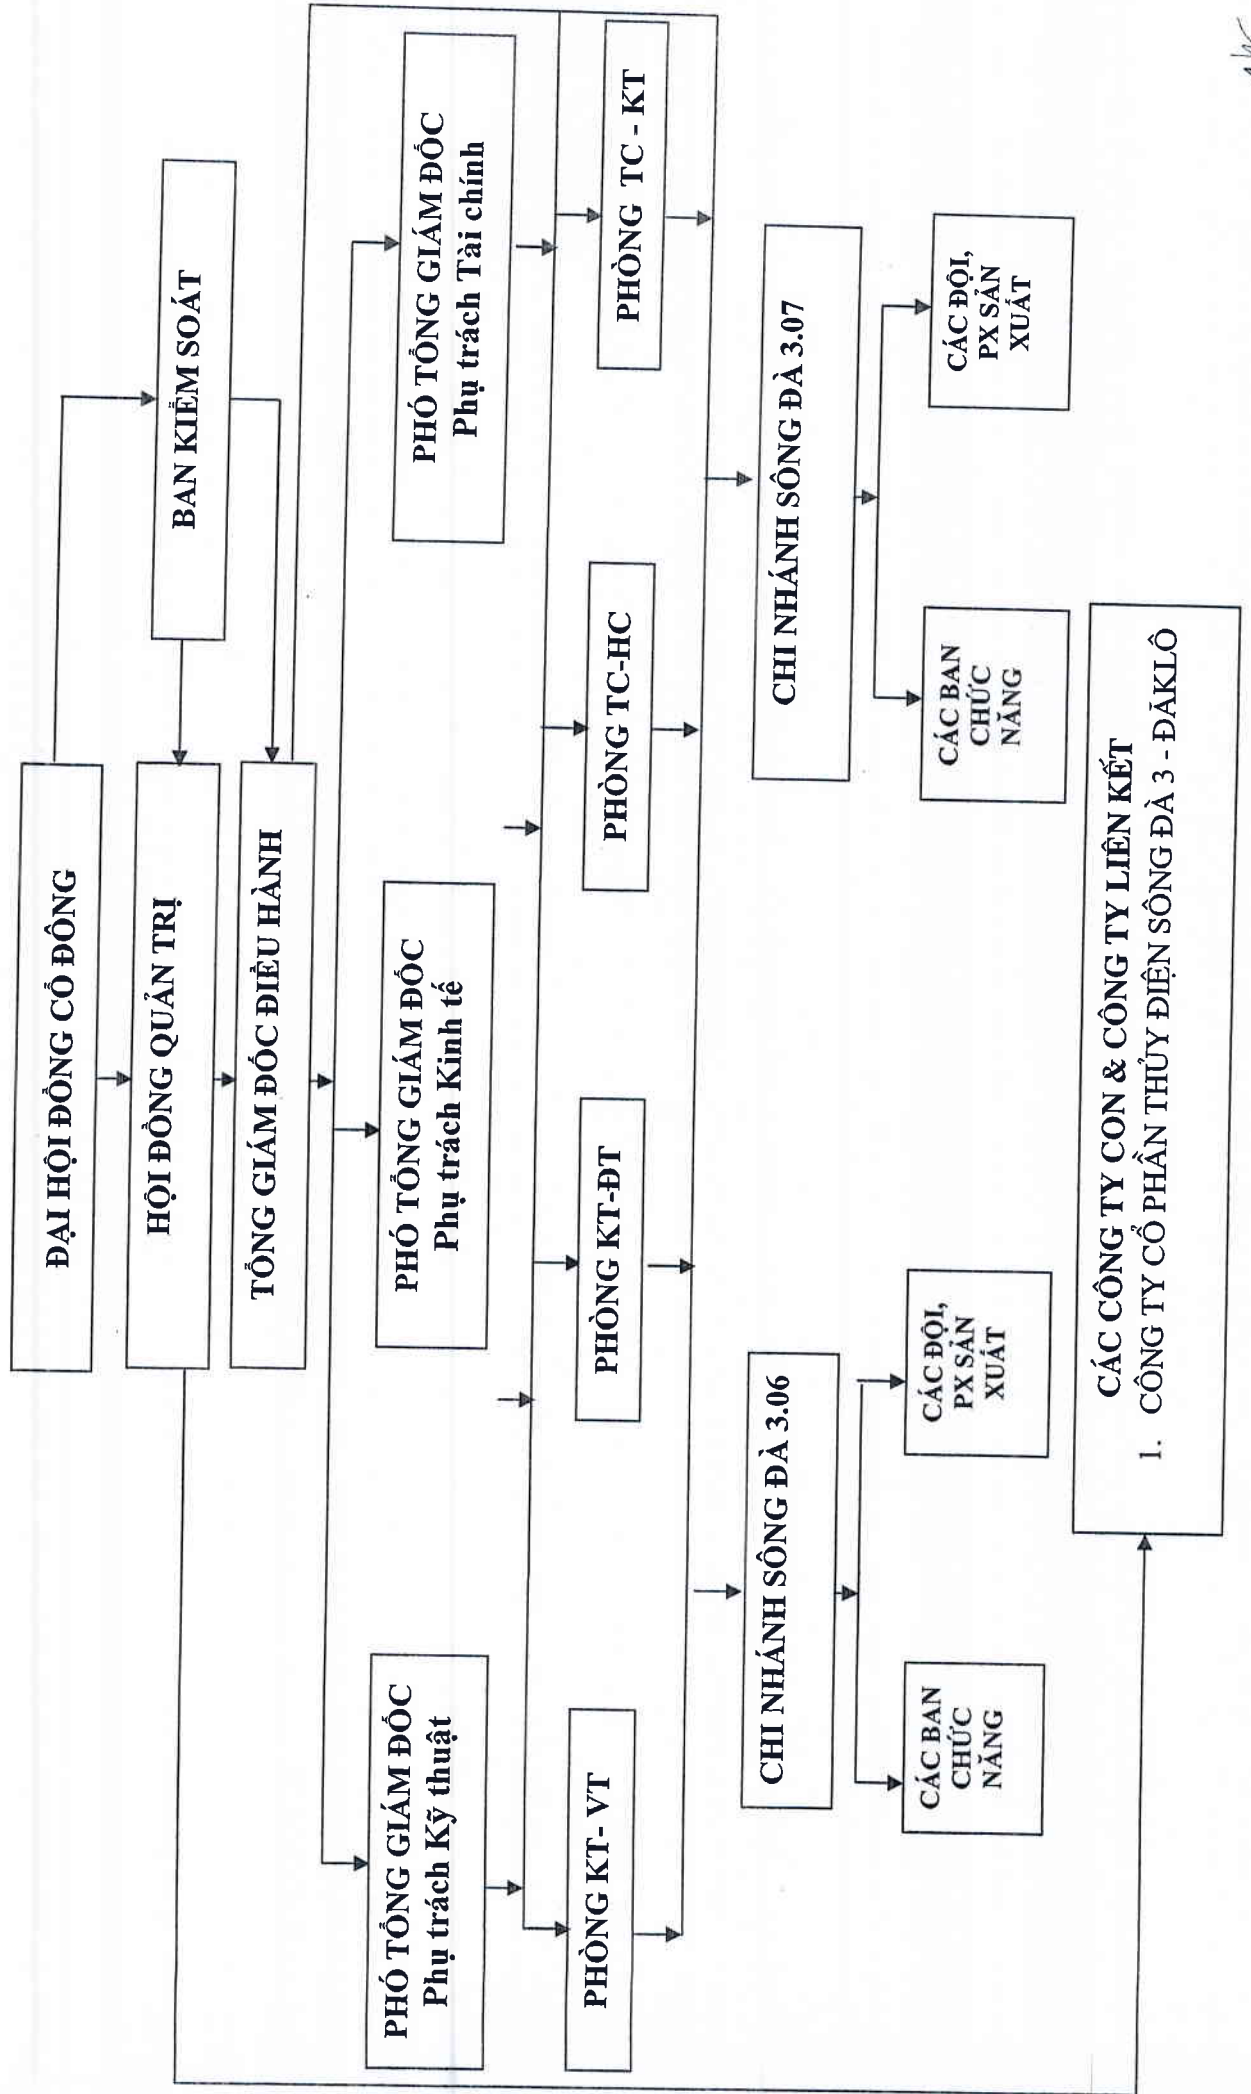 ĐẠI HỘI ĐỒNG CỔ ĐÔNG
BAN KIỂM SOÁT
HỘI ĐỒNG QUẢN TRỊ
TỔNG GIÁM ĐỐC ĐIỀU HÀNH
PHÓ TỔNG GIÁM ĐỐC
Phụ trách Kỹ thuật
PHÓ TỔNG GIÁM ĐỐC
Phụ trách Kinh tế
PHÓ TỔNG GIÁM ĐỐC
Phụ trách Tài chính
PHÒNG KT- VT
PHÒNG KT-ĐT
PHÒNG TC-HC
PHÒNG TC - KT
CHI NHÁNH SÔNG ĐÀ 3.06
CHI NHÁNH SÔNG ĐÀ 3.07
CÁC BAN
CHỨC
NĂNG
CÁC ĐỘI,
PX SẢN
XUẤT
CÁC BAN
CHỨC
NĂNG
CÁC ĐỘI,
PX SẢN
XUẤT
CÁC CÔNG TY CON & CÔNG TY LIÊN KẾT
1. CÔNG TY CỔ PHẦN THỦY ĐIỆN SÔNG ĐÀ 3 - ĐĂKLÔ